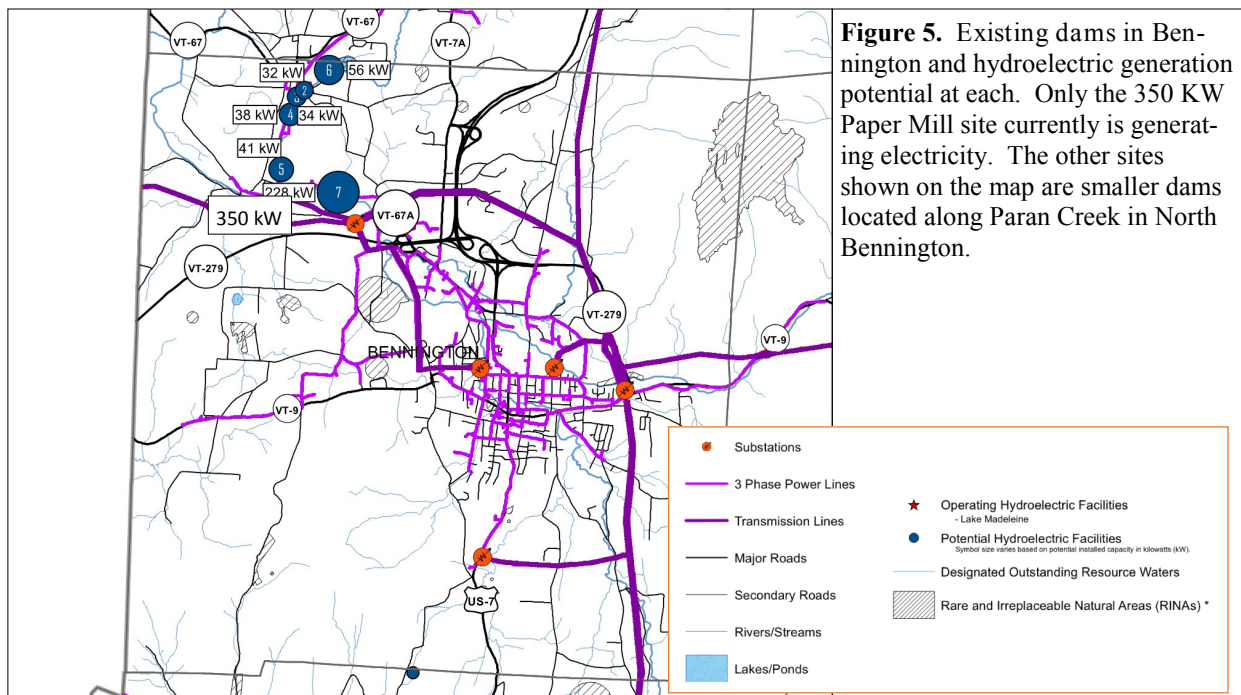 VT-67
VT-67
VT-7A
32 kW
6
56 kW
2
38 kW
4
34 kW
41 kW
5
228 kW
7
350 kW
VT-67A
VT-279
VT-279
BENNINGTON
VT-9
VT-9
US-7
Figure 5. Existing dams in Ben-
nington and hydroelectric generation
potential at each. Only the 350 KW
Paper Mill site currently is generat-
ing electricity. The other sites
shown on the map are smaller dams
located along Paran Creek in North
Bennington.
Substations
3 Phase Power Lines
Transmission Lines
Major Roads
Secondary Roads
Rivers/Streams
Lakes/Ponds
Operating Hydroelectric Facilities
- Lake Madeleine
Potential Hydroelectric Facilities
Symbol size varies based on potential installed capacity in kilowatts (kW).
Designated Outstanding Resource Waters
Rare and Irreplaceable Natural Areas (RINAs) *